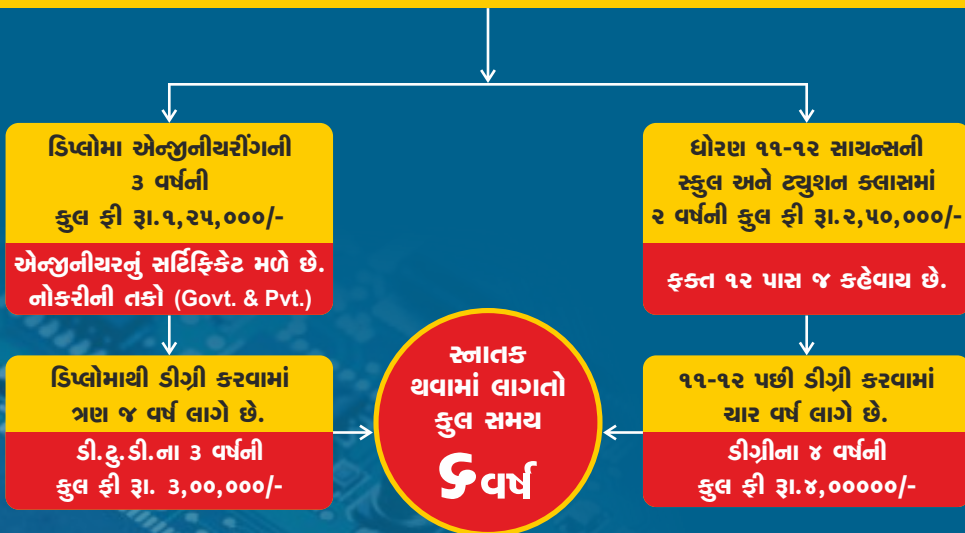 ડિપ્લોમા એન્જીનીયરીંગની
૩ વર્ષની
કુલ ફી રૂા.૧,૨૫,૦૦૦/-
એન્જીનીયરનું સર્ટિફિકેટ મળે છે.
નોકરીની તકો (Govt. & Pvt.)
ડિપ્લોમાથી ડીગ્રી કરવામાં
ત્રણ જ વર્ષ લાગે છે.
ડી.ટુ.ડી.ના ૩ વર્ષની
કુલ ફી રૂા. ૩,૦૦,૦૦૦/-
સ્નાતક
થવામાં લાગતો
કુલ સમય
૬વર્ષ
ધોરણ ૧૧-૧૨ સાયન્સની
સ્કુલ અને ટ્યુશન ક્લાસમાં
૨ વર્ષની કુલ ફી રૂા.૨,૫૦,૦૦૦/-
ફક્ત ૧૨ પાસ જ કહેવાય છે.
૧૧-૧૨ પછી ડીગ્રી કરવામાં
ચાર વર્ષ લાગે છે.
ડીગ્રીના ૪ વર્ષની
કુલ ફી રૂા.૪,૦૦૦૦૦/-